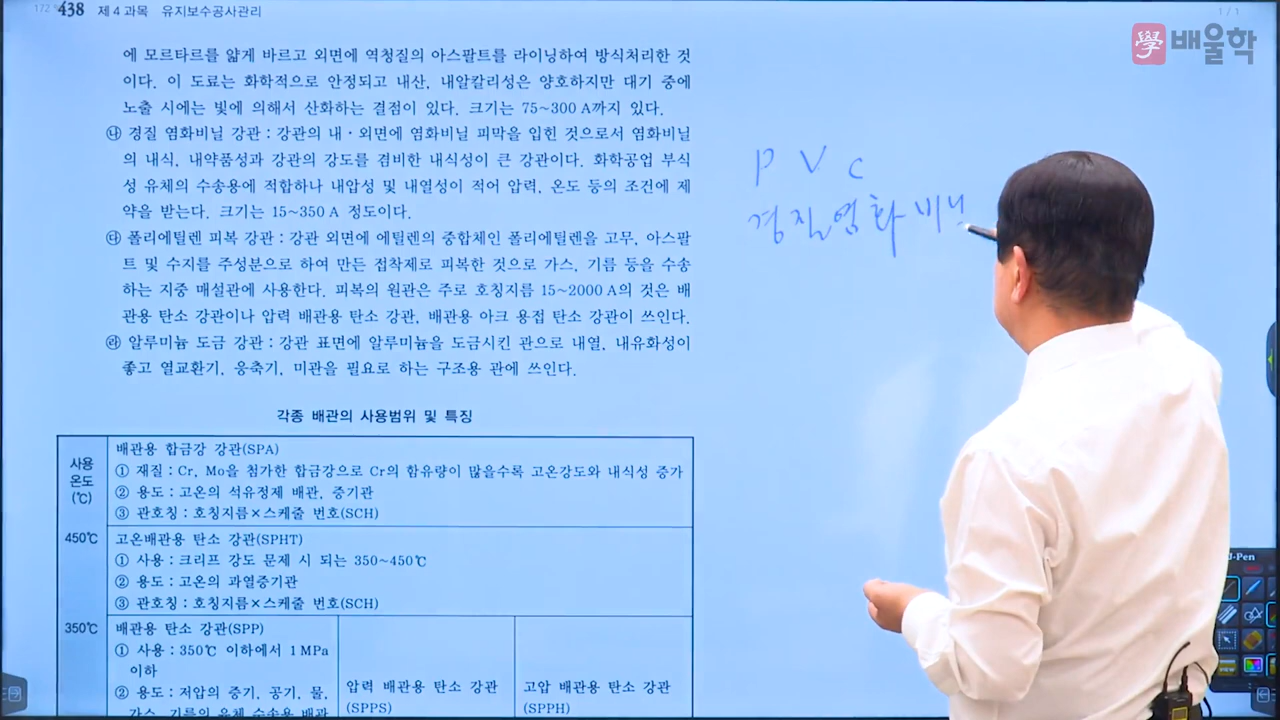 172 438 제 4 과목 유지보수공사관리
1 / 1
學 배울학
에 모르타르를 얇게 바르고 외면에 역청질의 아스팔트를 라이닝하여 방식처리한 것
이다. 이 도료는 화학적으로 안정되고 내산, 내알칼리성은 양호하지만 대기 중에
노출 시에는 빛에 의해서 산화하는 결점이 있다. 크기는 75~300 A까지 있다.
㉯ 경질 염화비닐 강관 : 강관의 내·외면에 염화비닐 피막을 입힌 것으로서 염화비닐
의 내식, 내약품성과 강관의 강도를 겸비한 내식성이 큰 강관이다. 화학공업 부식
성 유체의 수송용에 적합하나 내압성 및 내열성이 적어 압력, 온도 등의 조건에 제
약을 받는다. 크기는 15~350 A 정도이다.
㉰ 폴리에틸렌 피복 강관 : 강관 외면에 에틸렌의 중합체인 폴리에틸렌을 고무, 아스팔
트 및 수지를 주성분으로 하여 만든 접착제로 피복한 것으로 가스, 기름 등을 수송
하는 지중 매설관에 사용한다. 피복의 원관은 주로 호칭지름 15~2000 A의 것은 배
관용 탄소 강관이나 압력 배관용 탄소 강관, 배관용 아크 용접 탄소 강관이 쓰인다.
㉱ 알루미늄 도금 강관 : 강관 표면에 알루미늄을 도금시킨 관으로 내열, 내유화성이
좋고 열교환기, 응축기, 미관을 필요로 하는 구조용 관에 쓰인다.
각종 배관의 사용범위 및 특징
사용
온도
(℃)
배관용 합금강 강관(SPA)
① 재질 : Cr, Mo을 첨가한 합금강으로 Cr의 함유량이 많을수록 고온강도와 내식성 증가
② 용도 : 고온의 석유정제 배관, 증기관
③ 관호칭 : 호칭지름×스케줄 번호(SCH)
450℃
고온배관용 탄소 강관(SPHT)
① 사용 : 크리프 강도 문제 시 되는 350~450℃
② 용도 : 고온의 과열증기관
③ 관호칭 : 호칭지름×스케줄 번호(SCH)
350℃
배관용 탄소 강관(SPP)
① 사용 : 350℃ 이하에서 1 MPa
이하
② 용도 : 저압의 증기, 공기, 물,
가스, 기름의 유체 수송용 배관
압력 배관용 탄소 강관
(SPPS)
고압 배관용 탄소 강관
(SPPH)
P V C
경질염화비니
J-Pen
VIEW